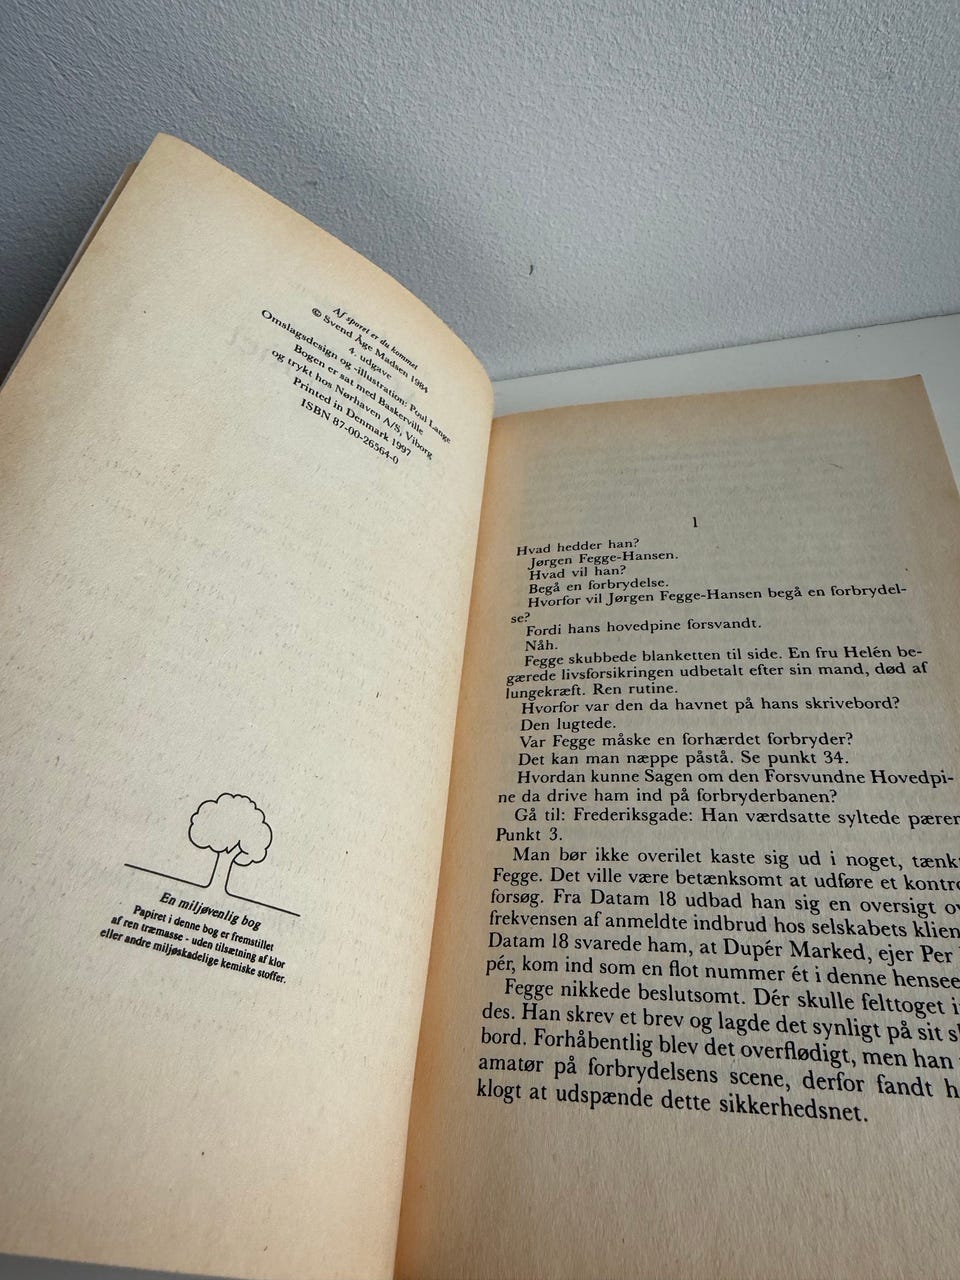 Af sporet er du kommet
© Svend Åge Madsen 1984
4. udgave
Omslagsdesign og -illustration: Poul Lange
Bogen er sat med Baskerville
og trykt hos Nørhaven A/S, Viborg
Printed in Denmark 1997
ISBN 87-00-26564-0
En miljøvenlig bog
Papiret i denne bog er fremstillet
af ren træmasse - uden tilsætning af klor
eller andre miljøskadelige kemiske stoffer.
1
Hvad hedder han?
Jørgen Fegge-Hansen.
Hvad vil han?
Begå en forbrydelse.
Hvorfor vil Jørgen Fegge-Hansen begå en forbrydel-
se?
Fordi hans hovedpine forsvandt.
Nåh.
Fegge skubbede blanketten til side. En fru Helén be-
gærede livsforsikringen udbetalt efter sin mand, død af
lungekræft. Ren rutine.
Hvorfor var den da havnet på hans skrivebord?
Den lugtede.
Var Fegge måske en forhærdet forbryder?
Det kan man næppe påstå. Se punkt 34.
Hvordan kunne Sagen om den Forsvundne Hovedpi-
ne da drive ham ind på forbryderbanen?
Gå til: Frederiksgade: Han værdsatte syltede pærer
Punkt 3.
Man bør ikke overilet kaste sig ud i noget, tænk
Fegge. Det ville være betænksomt at udføre et kontro
forsøg. Fra Datam 18 udbad han sig en oversigt ov
frekvensen af anmeldte indbrud hos selskabets klien
Datam 18 svarede ham, at Dupér Marked, ejer Per
pér, kom ind som en flot nummer ét i denne hensee
Fegge nikkede beslutsomt. Dér skulle felttoget i
des. Han skrev et brev og lagde det synligt på sit s
bord. Forhåbentlig blev det overflødigt, men han
amatør på forbrydelsens scene, derfor fandt h
klogt at udspænde dette sikkerhedsnet.